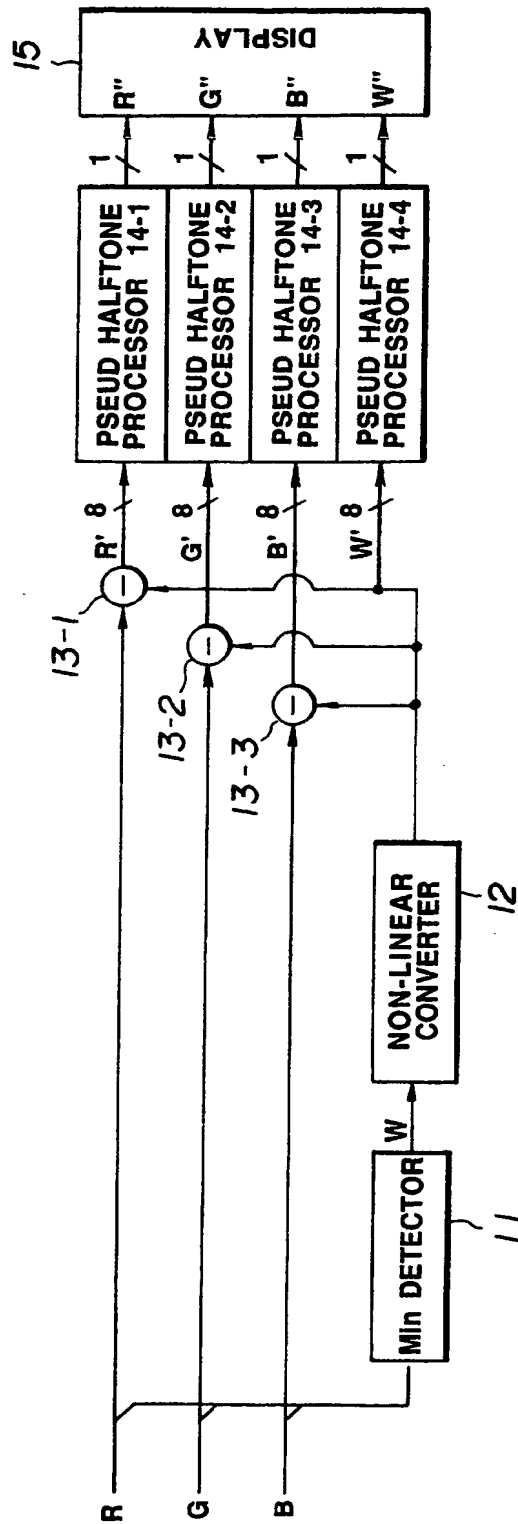 R
G
B
Min DETECTOR
11
W
NON-LINEAR
CONVERTER
12
13-1
13-2
13-3
R' 8
G' 8
B' 8
W' 8
PSEUD HALFTONE
PROCESSOR 14-1
PSEUD HALFTONE
PROCESSOR 14-2
PSEUD HALFTONE
PROCESSOR 14-3
PSEUD HALFTONE
PROCESSOR 14-4
1
1
1
1
15
R"
G"
B"
W"
DISPLAY